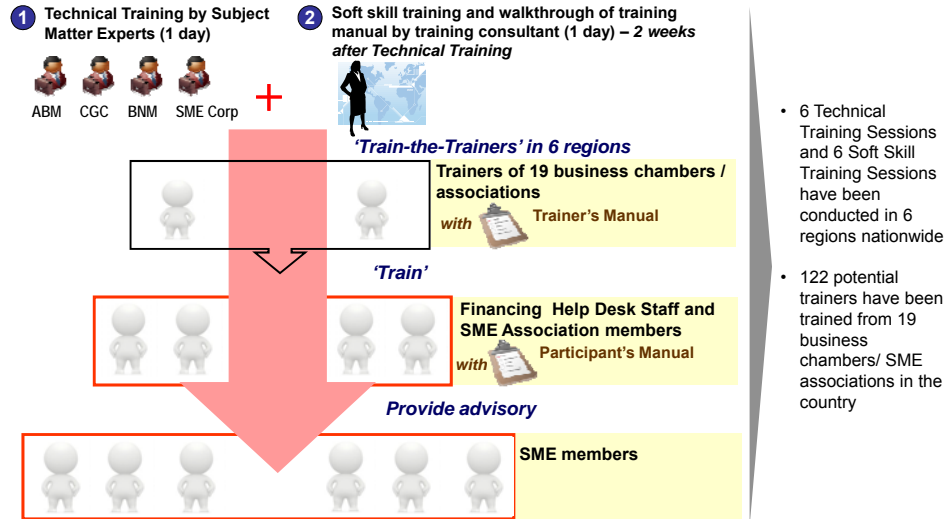 1 Technical Training by Subject
Matter Experts (1 day)
2 Soft skill training and walkthrough of training
manual by training consultant (1 day) – 2 weeks
after Technical Training
ABM CGC BNM SME Corp
+
'Train-the-Trainers' in 6 regions
Trainers of 19 business chambers /
associations
with Trainer's Manual
'Train'
Financing Help Desk Staff and
SME Association members
with Participant's Manual
Provide advisory
SME members
• 6 Technical
Training Sessions
and 6 Soft Skill
Training Sessions
have been
conducted in 6
regions nationwide
• 122 potential
trainers have been
trained from 19
business
chambers/ SME
associations in the
country